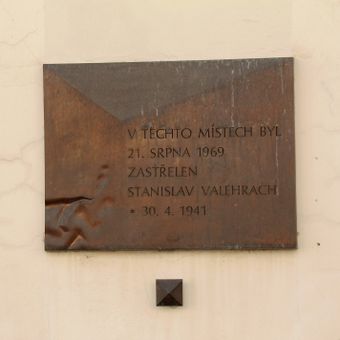 V TĚCHTO MÍSTECH BYL
21. SRPNA 1969
ZASTŘELEN
STANISLAV VALEHRACH
* 30. 4. 1941